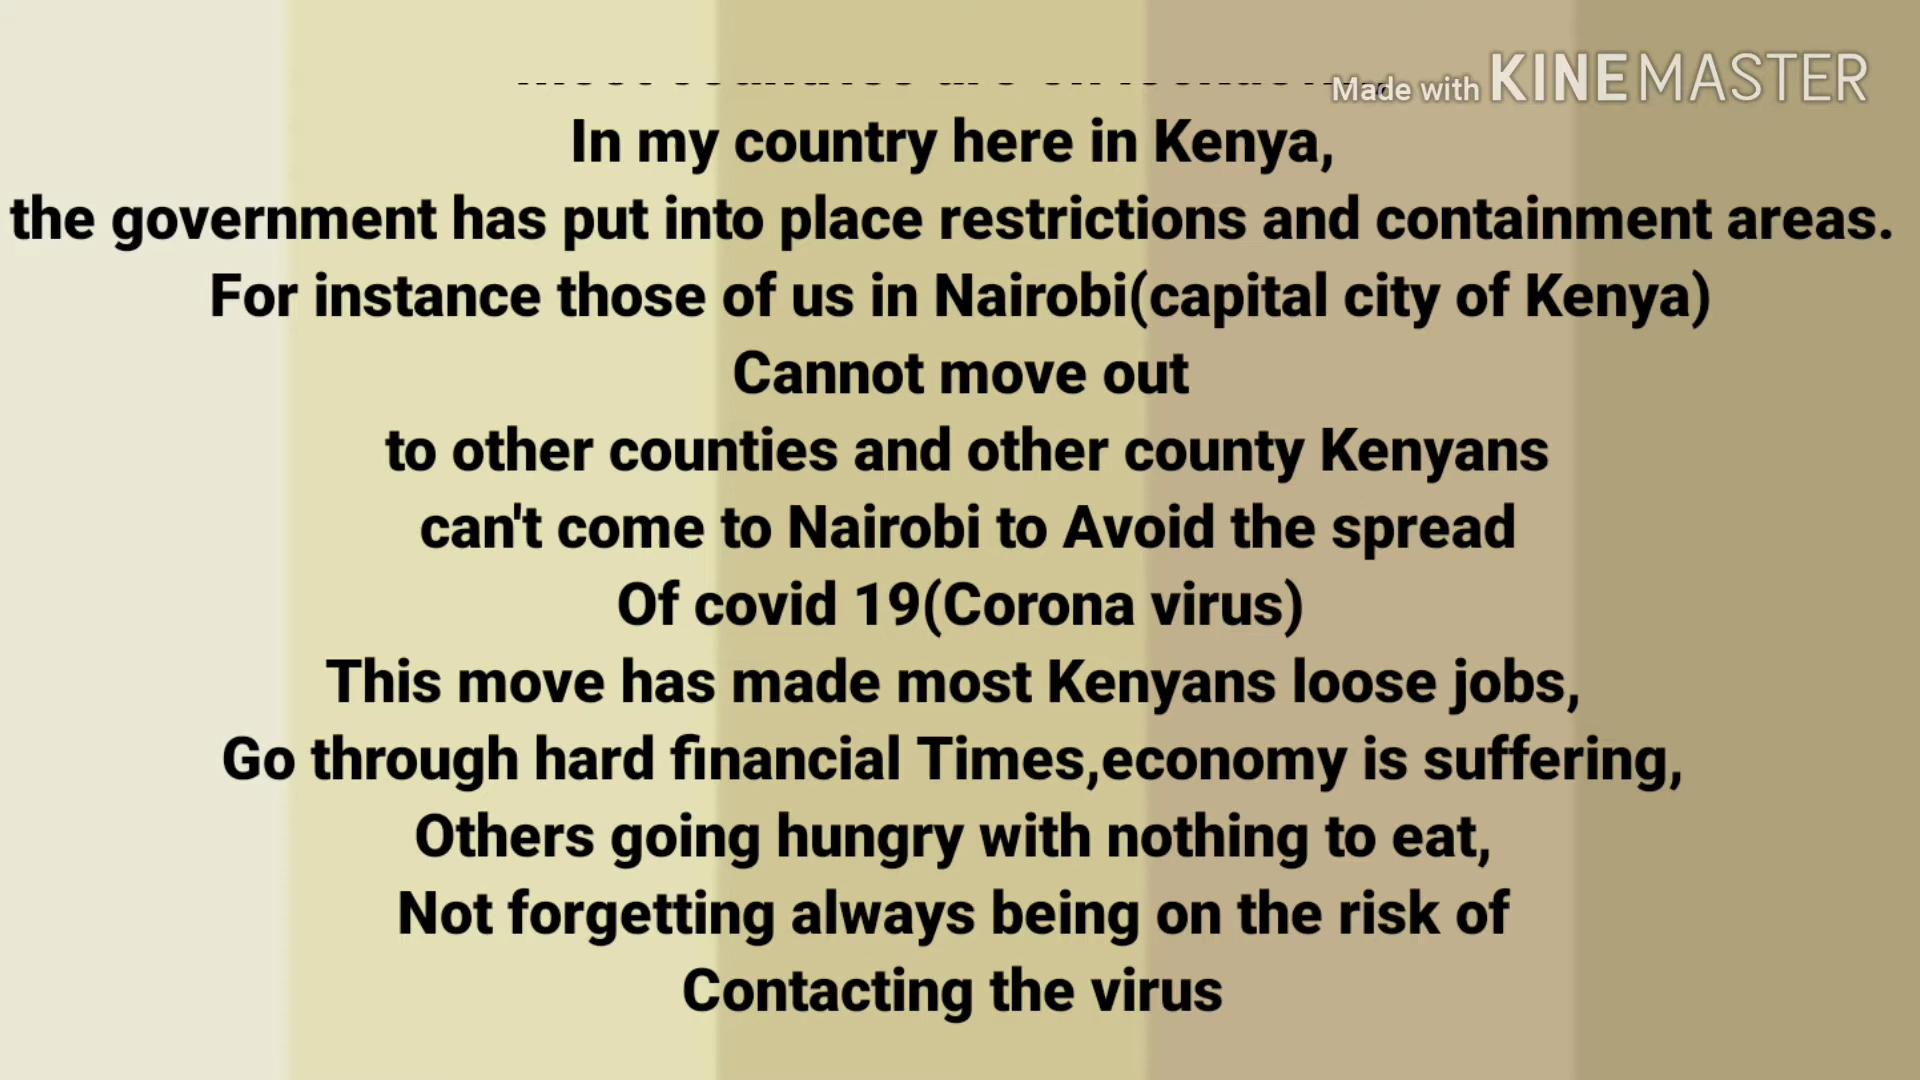 Made with KINEMASTER
In my country here in Kenya,
the government has put into place restrictions and containment areas.
For instance those of us in Nairobi(capital city of Kenya)
Cannot move out
to other counties and other county Kenyans
can't come to Nairobi to Avoid the spread
Of covid 19(Corona virus)
This move has made most Kenyans loose jobs,
Go through hard financial Times,economy is suffering,
Others going hungry with nothing to eat,
Not forgetting always being on the risk of
Contacting the virus